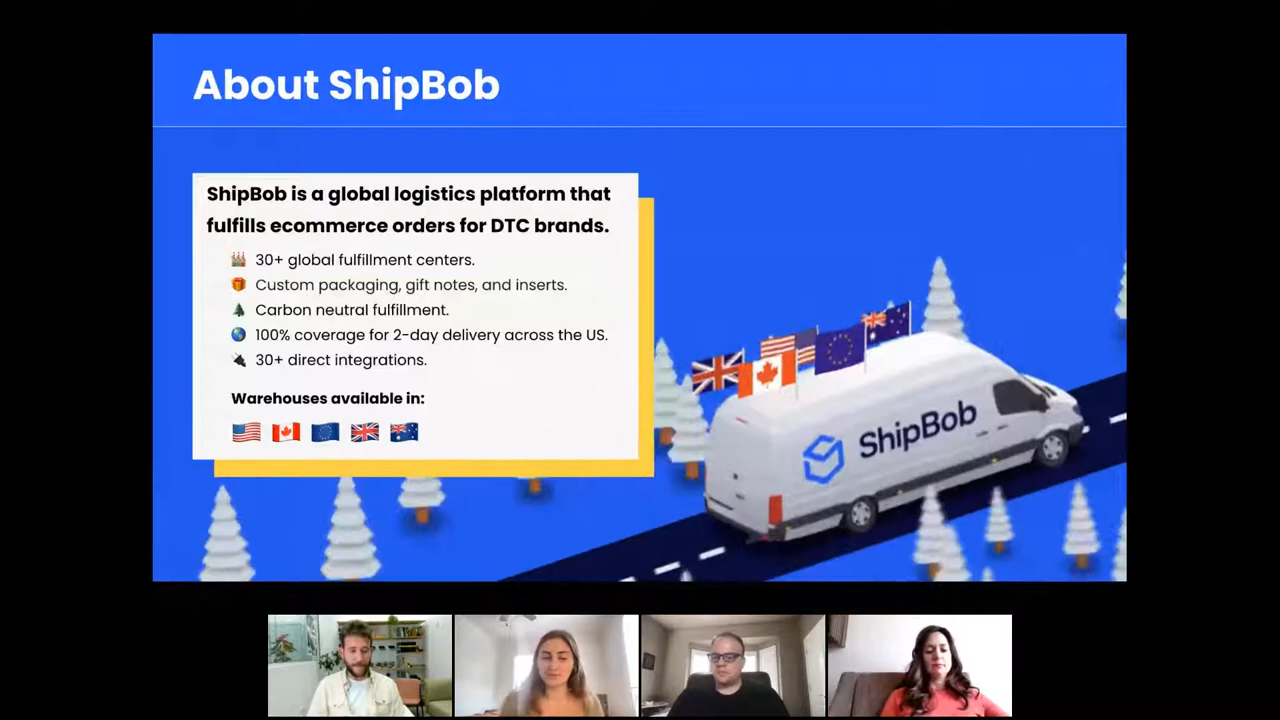 About ShipBob
ShipBob is a global logistics platform that
fulfills ecommerce orders for DTC brands.
30+ global fulfillment centers.
Custom packaging, gift notes, and inserts.
Carbon neutral fulfillment.
100% coverage for 2-day delivery across the US.
30+ direct integrations.
Warehouses available in:
ShipBob